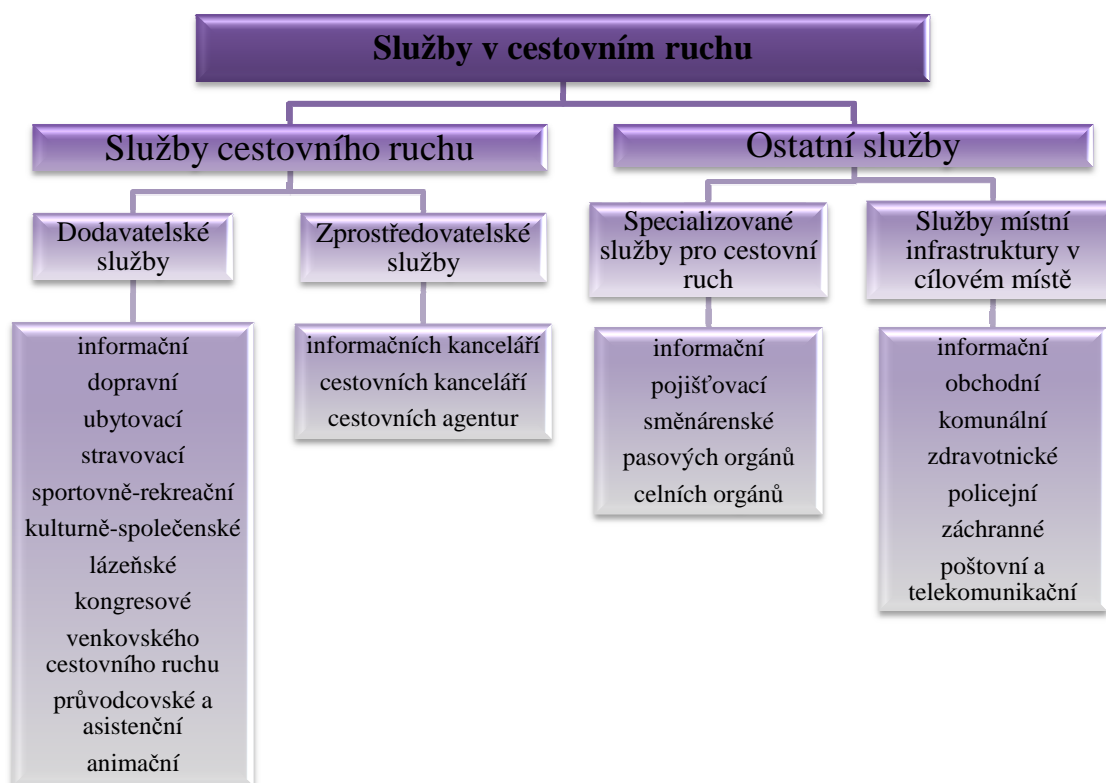 Služby v cestovním ruchu
Služby cestovního ruchu
Ostatní služby
Dodavatelské
služby
Zprostředovatelské
služby
Specializované
služby pro cestovní
ruch
Služby místní
infrastruktury v
cílovém místě
informační
dopravní
ubytovací
stravovací
sportovně-rekreační
kulturně-společenské
lázeňské
kongresové
venkovského
cestovního ruchu
průvodcovské a
asistenční
animační
informačních kanceláří
cestovních kanceláří
cestovních agentur
informační
pojišťovací
směnárenské
pasových orgánů
celních orgánů
informační
obchodní
komunální
zdravotnické
policejní
záchranné
poštovní a
telekomunikační